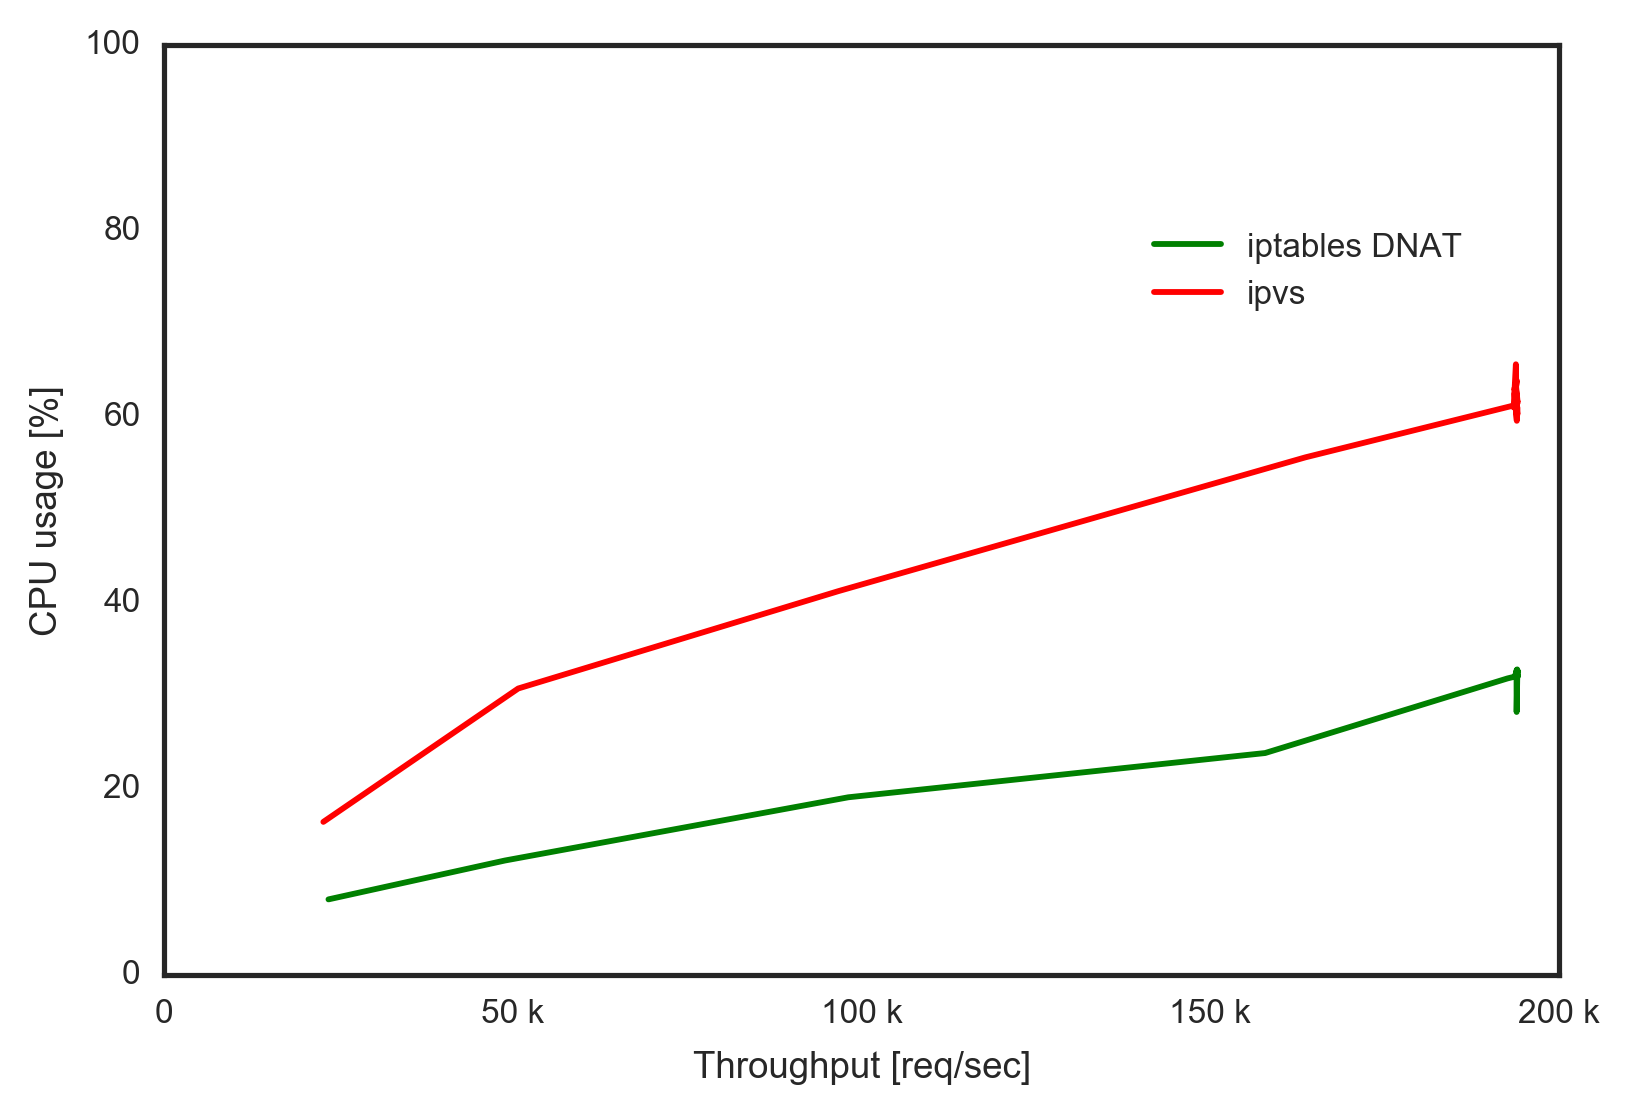 100
80
60
40
20
0
CPU usage [%]
iptables DNAT
ipvs
0
50 k
100 k
150 k
200 k
Throughput [req/sec]